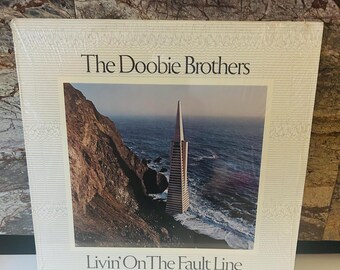 The Doobie Brothers
Livin' On The Fault Line